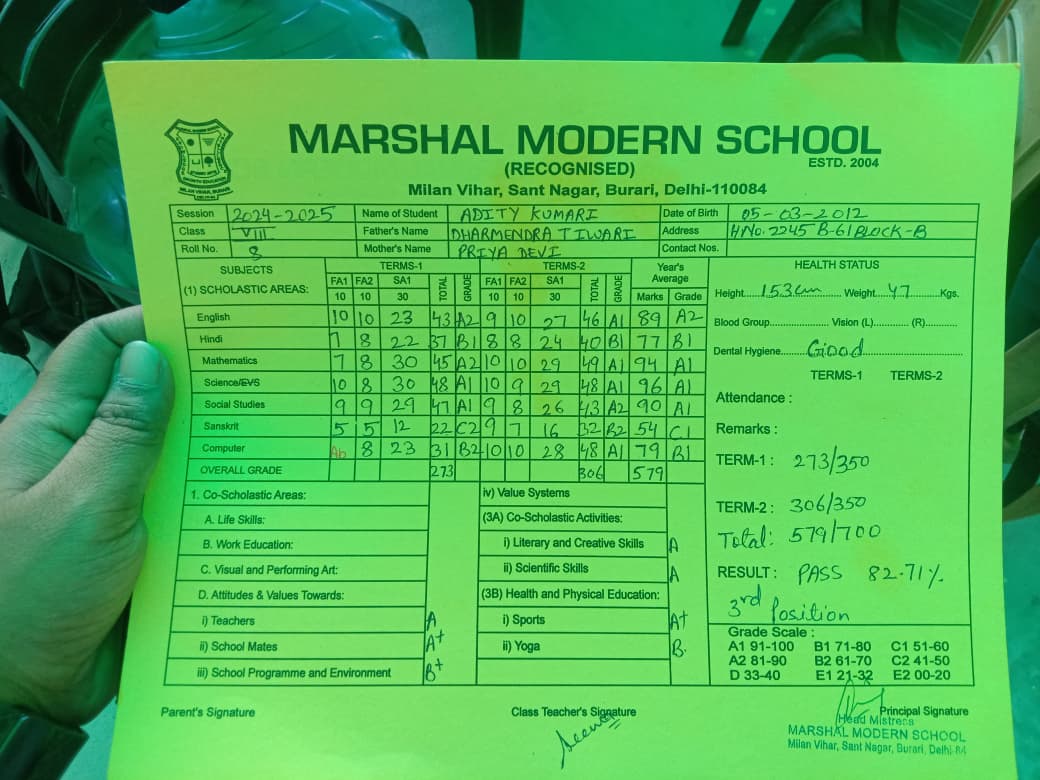 MARSHAL MODERN SCHOOL
(RECOGNISED)
ESTD. 2004
Milan Vihar, Sant Nagar, Burari, Delhi-110084
Session 2024-2025 Name of Student ADITY KUMARI Date of Birth 05-03-2012
Class VIII Father's Name DHARMENDRA TIWARI Address HNo. 2245 B-61 BLOCK-B
Roll No. 8 Mother's Name PRIYA DEVI Contact Nos.
SUBJECTS TERMS-1 TERMS-2 Year's Average HEALTH STATUS
(1) SCHOLASTIC AREAS: FA1 FA2 SA1 TOTAL GRADE FA1 FA2 SA1 TOTAL GRADE Marks Grade
10 10 30 10 10 30
Height 153cm Weight 47 Kgs.
English 10 10 23 43 A2 9 10 27 46 A1 89 A2
Blood Group Vision (L) (R)
Hindi 7 8 22 37 B1 8 8 24 40 B1 77 B1
Dental Hygiene Good
Mathematics 7 8 30 45 A2 10 10 29 49 A1 94 A1
TERMS-1 TERMS-2
Science/EVS 10 8 30 48 A1 10 9 29 48 A1 96 A1
Attendance :
Social Studies 9 9 29 47 A1 9 8 26 43 A2 90 A1
Sanskrit 5 5 12 22 C2 9 7 16 32 B2 54 C1
Remarks :
Computer Ab 8 23 31 B2 10 10 28 48 A1 79 B1
TERM-1 : 273/350
OVERALL GRADE 273 306 579
1. Co-Scholastic Areas: iv) Value Systems
TERM-2 : 306/350
A. Life Skills: (3A) Co-Scholastic Activities:
Total: 579/700
B. Work Education: i) Literary and Creative Skills A
C. Visual and Performing Art: ii) Scientific Skills A
RESULT : PASS 82.71%
D. Attitudes & Values Towards: (3B) Health and Physical Education:
3rd Position
i) Teachers A i) Sports A+
ii) School Mates A+ ii) Yoga B.
iii) School Programme and Environment B+
Grade Scale :
A1 91-100 B1 71-80 C1 51-60
A2 81-90 B2 61-70 C2 41-50
D 33-40 E1 21-32 E2 00-20
Parent's Signature Class Teacher's Signature Principal Signature
Head Mistress
MARSHAL MODERN SCHOOL
Milan Vihar, Sant Nagar, Burari, Delhi-84